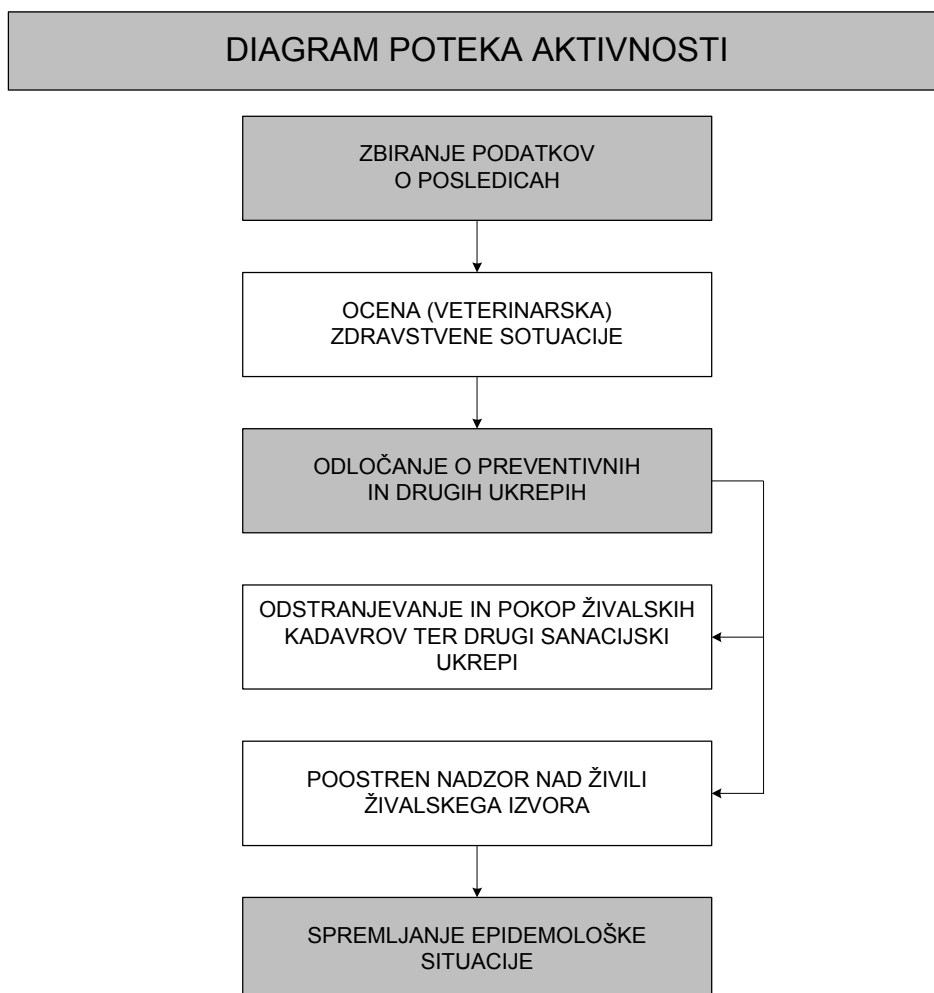 DIAGRAM POTEKA AKTIVNOSTI
ZBIRANJE PODATKOV
O POSLEDICAH
OCENA (VETERINARSKA)
ZDRAVSTVENE SOTUACIJE
ODLOČANJE O PREVENTIVNIH
IN DRUGIH UKREPIH
ODSTRANJEVANJE IN POKOP ŽIVALSKIH
KADAVROV TER DRUGI SANACIJSKI
UKREPI
POOSTREN NADZOR NAD ŽIVILI
ŽIVALSKEGA IZVORA
SPREMLJANJE EPIDEMOLOŠKE
SITUACIJE